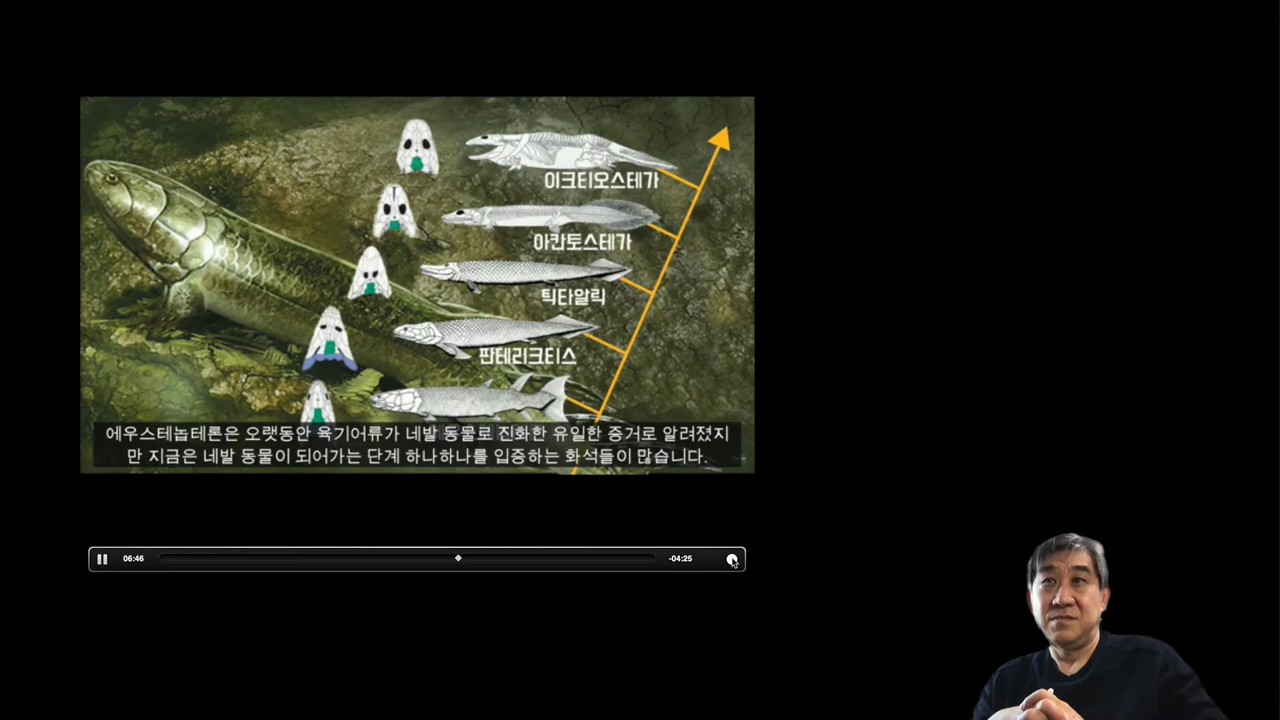 이크티오스테가
아칸토스테가
틱타알릭
판테리크티스
에우스테놉테론은 오랫동안 육기어류가 네발 동물로 진화한 유일한 증거로 알려졌지
만 지금은 네발 동물이 되어가는 단계 하나하나를 입증하는 화석들이 많습니다.
06:46
-04:25